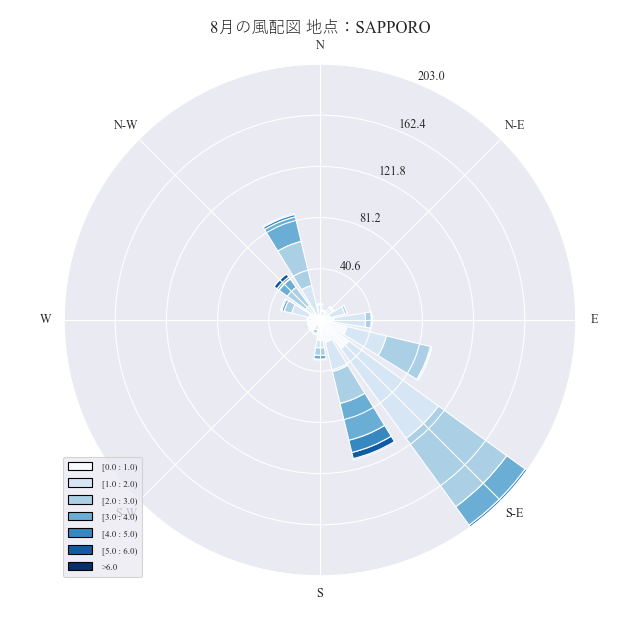 8月の風配図 地点：SAPPORO
N
203.0
N-W
162.4
N-E
121.8
81.2
40.6
W
E
[0.0 : 1.0)
[1.0 : 2.0)
[2.0 : 3.0)
[3.0 : 4.0)
[4.0 : 5.0)
[5.0 : 6.0)
>6.0
S-W
S-E
S